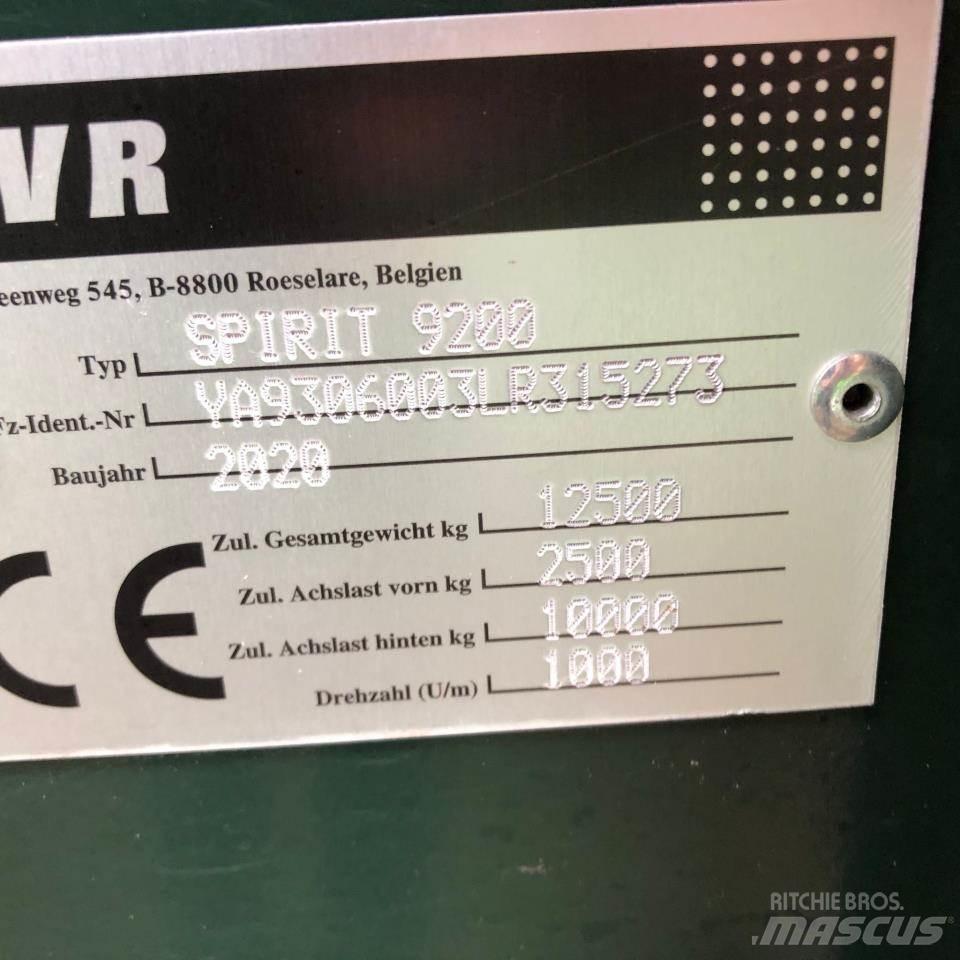 VR
eenweg 545, B-8800 Roeselare, Belgien
Typ SPIRIT 9200
Fz-Ident.-Nr YA9306003LR315273
Baujahr 2020
Zul. Gesamtgewicht kg 12500
Zul. Achslast vorn kg 2500
Zul. Achslast hinten kg 10000
Drehzahl (U/m) 1000
CE
RITCHIE BROS.
MASCUS